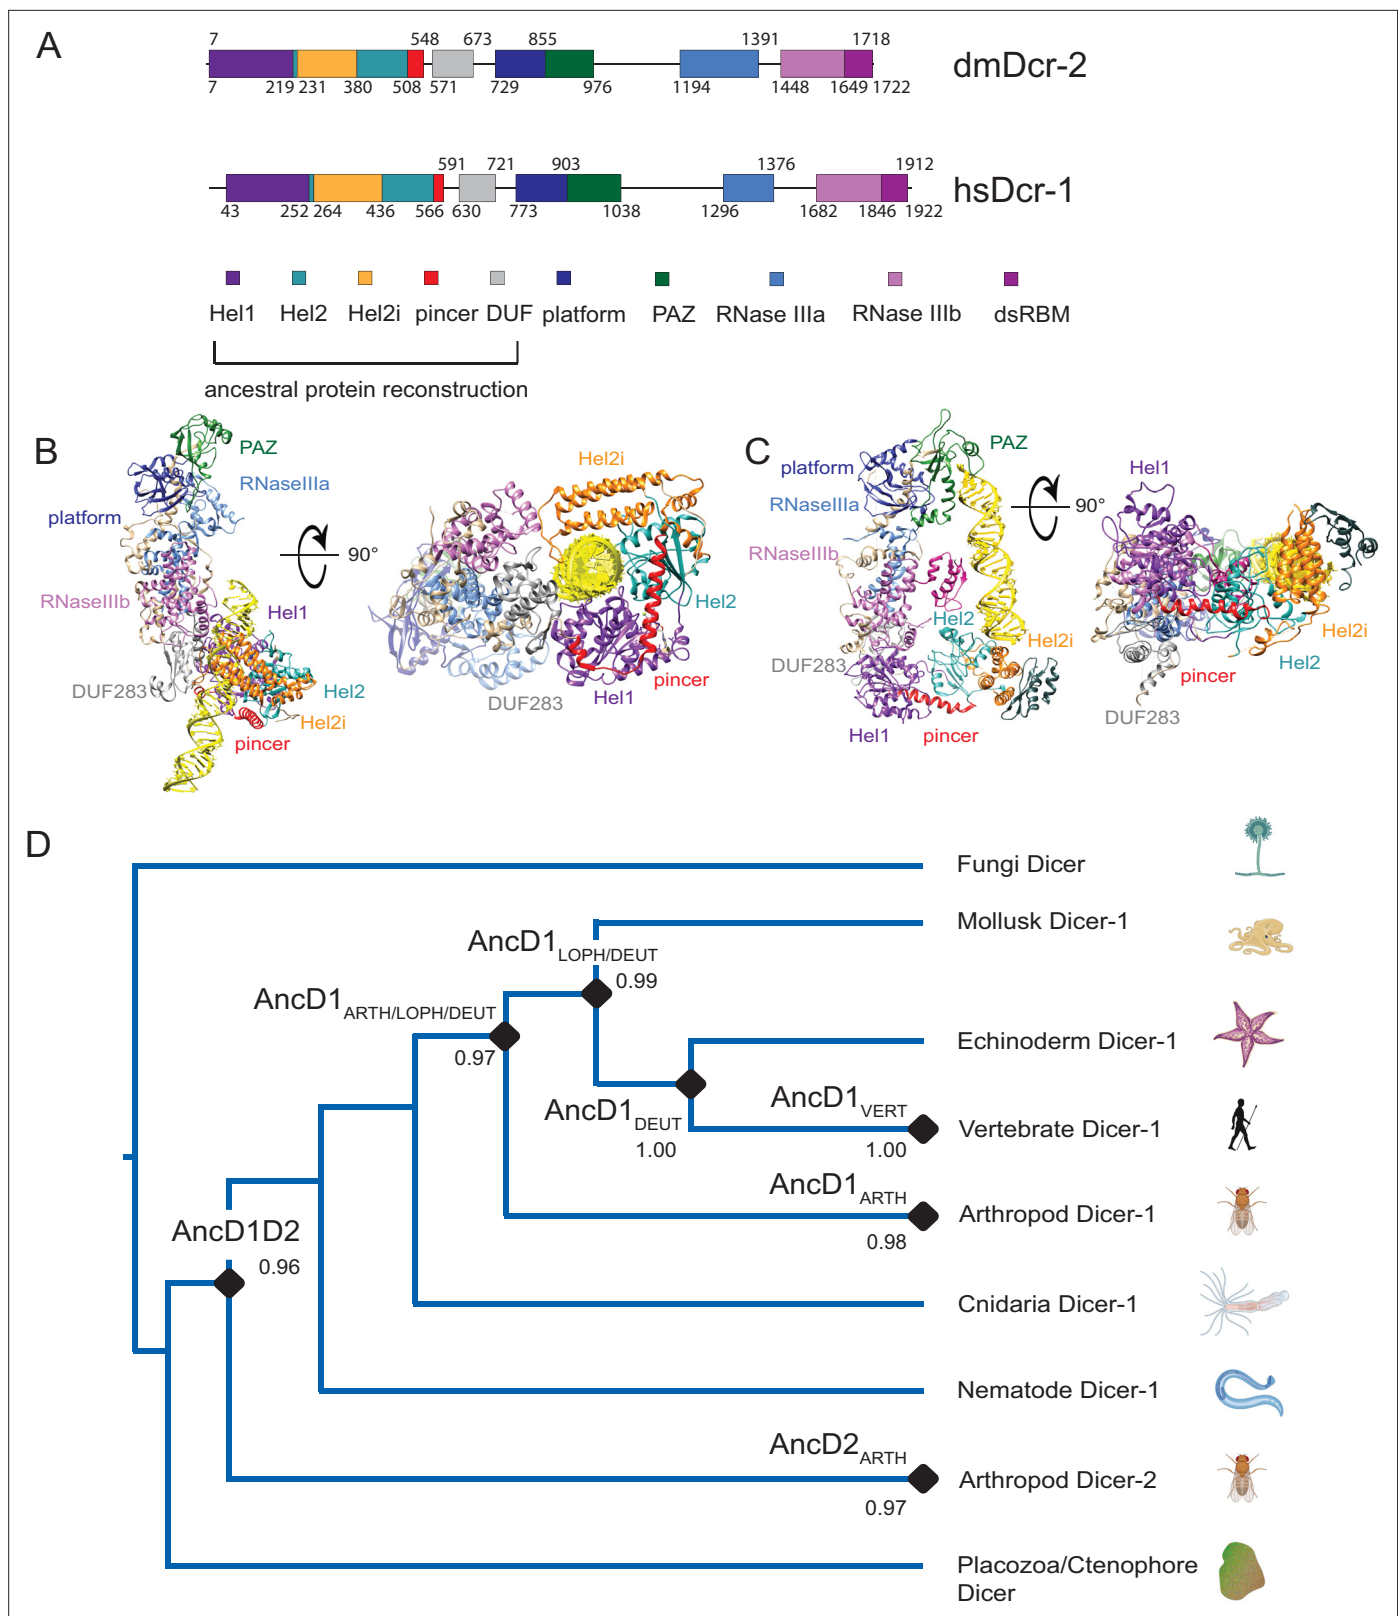 A
7 548 673 855 1391 1718
dmDcr-2
7 219 231 380 508 571 729 976 1194 1448 1649 1722
591 721 903 1376 1912
hsDcr-1
43 252 264 436 566 630 773 1038 1296 1682 1846 1922
Hel1 Hel2 Hel2i pincer DUF platform PAZ RNase IIIa RNase IIIb dsRBM
ancestral protein reconstruction
B
PAZ
RNaseIIIa
platform
RNaseIIIb
Hel1
DUF283
Hel2
Hel2i
pincer
90°
Hel2i
Hel2
DUF283
Hel1
pincer
C
PAZ
platform
RNaseIIIa
RNaseIIIb
Hel2
Hel2i
DUF283
Hel1
pincer
90°
Hel1
Hel2i
Hel2
pincer
DUF283
D
Fungi Dicer
Mollusk Dicer-1
AncD1LOPH/DEUT
0.99
AncD1ARTH/LOPH/DEUT
0.97
Echinoderm Dicer-1
AncD1DEUT
1.00
AncD1VERT
1.00
Vertebrate Dicer-1
AncD1ARTH
0.98
Arthropod Dicer-1
AncD1D2
0.96
Cnidaria Dicer-1
Nematode Dicer-1
AncD2ARTH
0.97
Arthropod Dicer-2
Placozoa/Ctenophore
Dicer